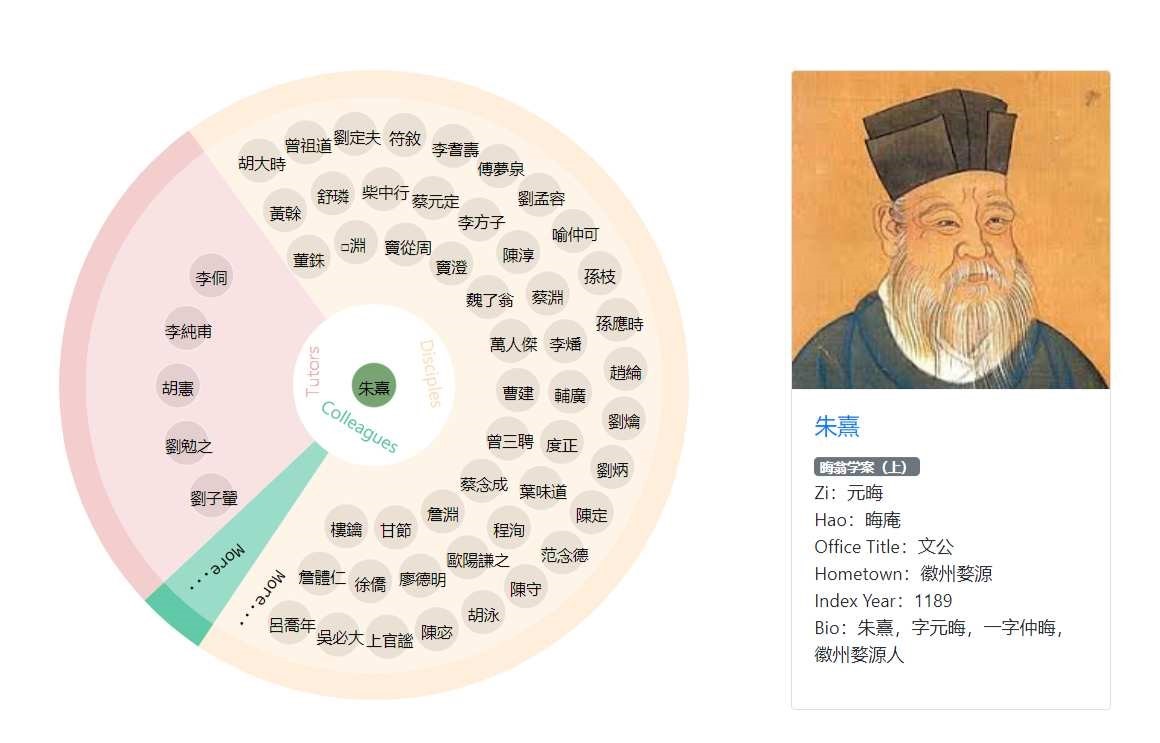 胡大時
曾祖道
劉定夫
符敘
李耆壽
傅夢泉
劉孟容
喻仲可
孫枝
孫應時
趙綸
劉爚
劉炳
陳定
范念德
陳守
胡泳
陳宓
上官謐
吳必大
呂喬年
黃榦
舒璘
柴中行
蔡元定
李方子
陳淳
蔡淵
李燔
輔廣
度正
葉味道
程洵
歐陽謙之
廖德明
徐僑
詹體仁
董銖
□淵
竇從周
竇澄
魏了翁
萬人傑
曹建
曾三聘
蔡念成
詹淵
甘節
樓鑰
More...
More...
李侗
李純甫
胡憲
劉勉之
劉子翬
Tutors
Disciples
Colleagues
朱熹
朱熹
晦翁学案（上）
Zi：元晦
Hao：晦庵
Office Title：文公
Hometown：徽州婺源
Index Year：1189
Bio：朱熹，字元晦，一字仲晦，
徽州婺源人